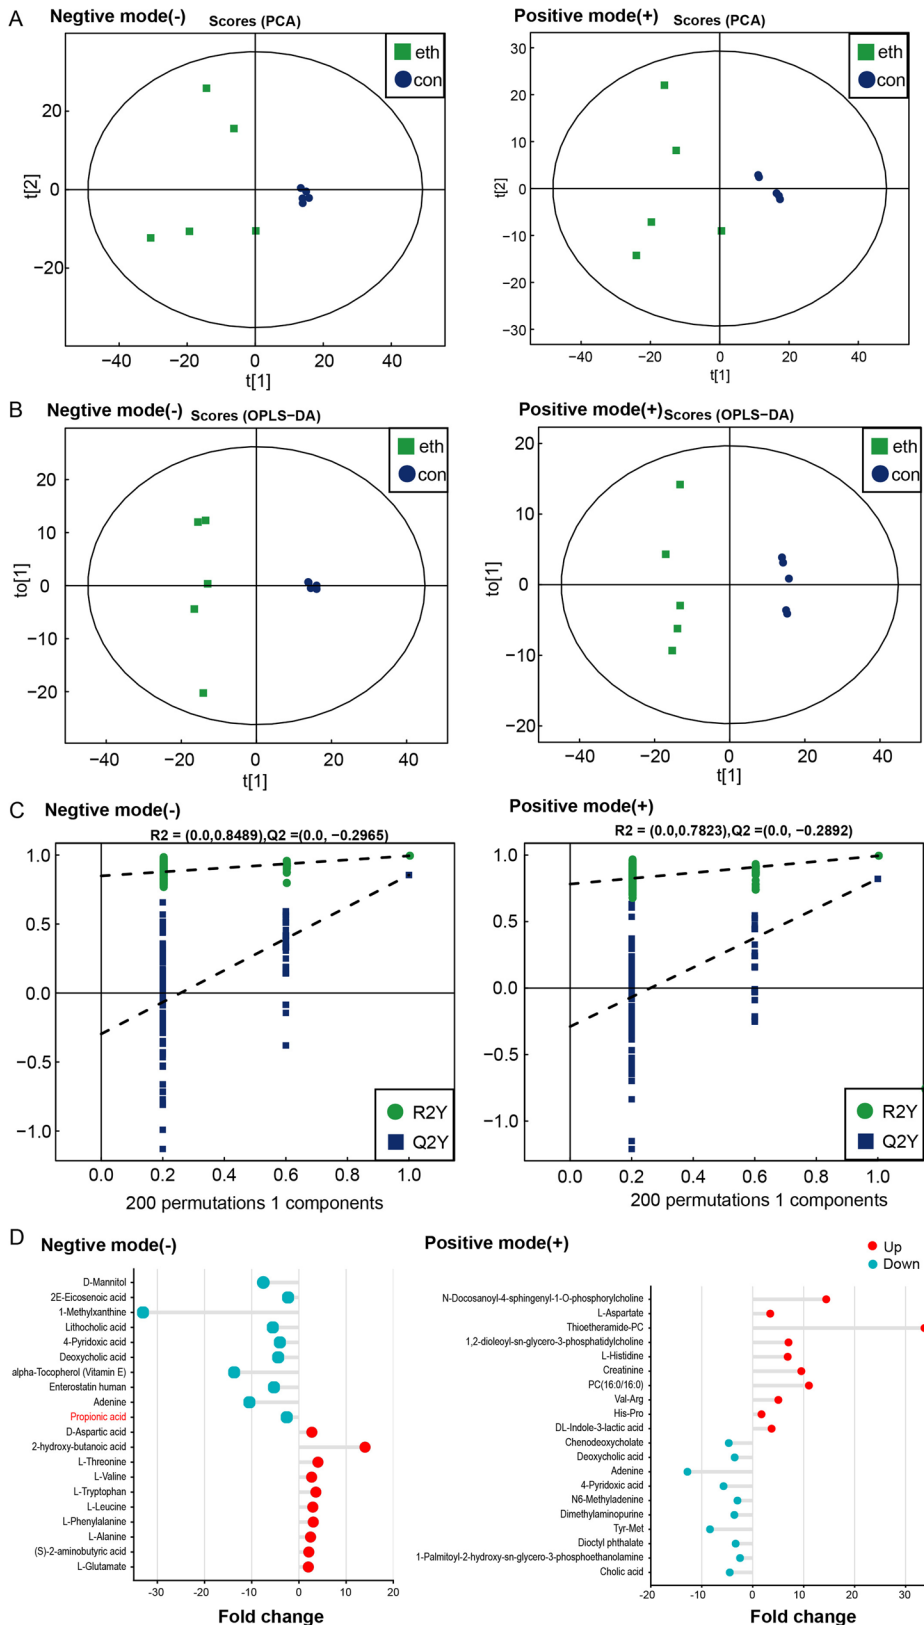 A
Negtive mode(-)
Scores (PCA)
eth
con
20
0
−20
t[2]
−40
−20
0
20
40
t[1]
Positive mode(+)
Scores (PCA)
eth
con
30
20
10
0
−10
−20
−30
t[2]
−40
−20
0
20
40
t[1]
B
Negtive mode(-)
Scores (OPLS−DA)
eth
con
20
10
0
−10
−20
to[1]
−40
−20
0
20
40
t[1]
Positive mode(+)
Scores (OPLS−DA)
eth
con
20
10
0
−10
−20
to[1]
−40
−20
0
20
40
t[1]
C
Negtive mode(-)
R2 = (0.0,0.8489),Q2 =(0.0, −0.2965)
1.0
0.5
0.0
−0.5
−1.0
R2Y
Q2Y
0.0
0.2
0.4
0.6
0.8
1.0
200 permutations 1 components
Positive mode(+)
R2 = (0.0,0.7823),Q2 =(0.0, −0.2892)
1.0
0.5
0.0
−0.5
−1.0
R2Y
Q2Y
0.0
0.2
0.4
0.6
0.8
1.0
200 permutations 1 components
D
Negtive mode(-)
D-Mannitol
2E-Eicosenoic acid
1-Methylxanthine
Lithocholic acid
4-Pyridoxic acid
Deoxycholic acid
alpha-Tocopherol (Vitamin E)
Enterostatin human
Adenine
Propionic acid
D-Aspartic acid
2-hydroxy-butanoic acid
L-Threonine
L-Valine
L-Tryptophan
L-Leucine
L-Phenylalanine
L-Alanine
(S)-2-aminobutyric acid
L-Glutamate
-30
-20
-10
0
10
20
Fold change
Positive mode(+)
Up
Down
N-Docosanoyl-4-sphingenyl-1-O-phosphorylcholine
L-Aspartate
Thioetheramide-PC
1,2-dioleoyl-sn-glycero-3-phosphatidylcholine
L-Histidine
Creatinine
PC(16:0/16:0)
Val-Arg
His-Pro
DL-Indole-3-lactic acid
Chenodeoxycholate
Deoxycholic acid
Adenine
4-Pyridoxic acid
N6-Methyladenine
Dimethylaminopurine
Tyr-Met
Dioctyl phthalate
1-Palmitoyl-2-hydroxy-sn-glycero-3-phosphoethanolamine
Cholic acid
-20
-10
0
10
20
30
Fold change